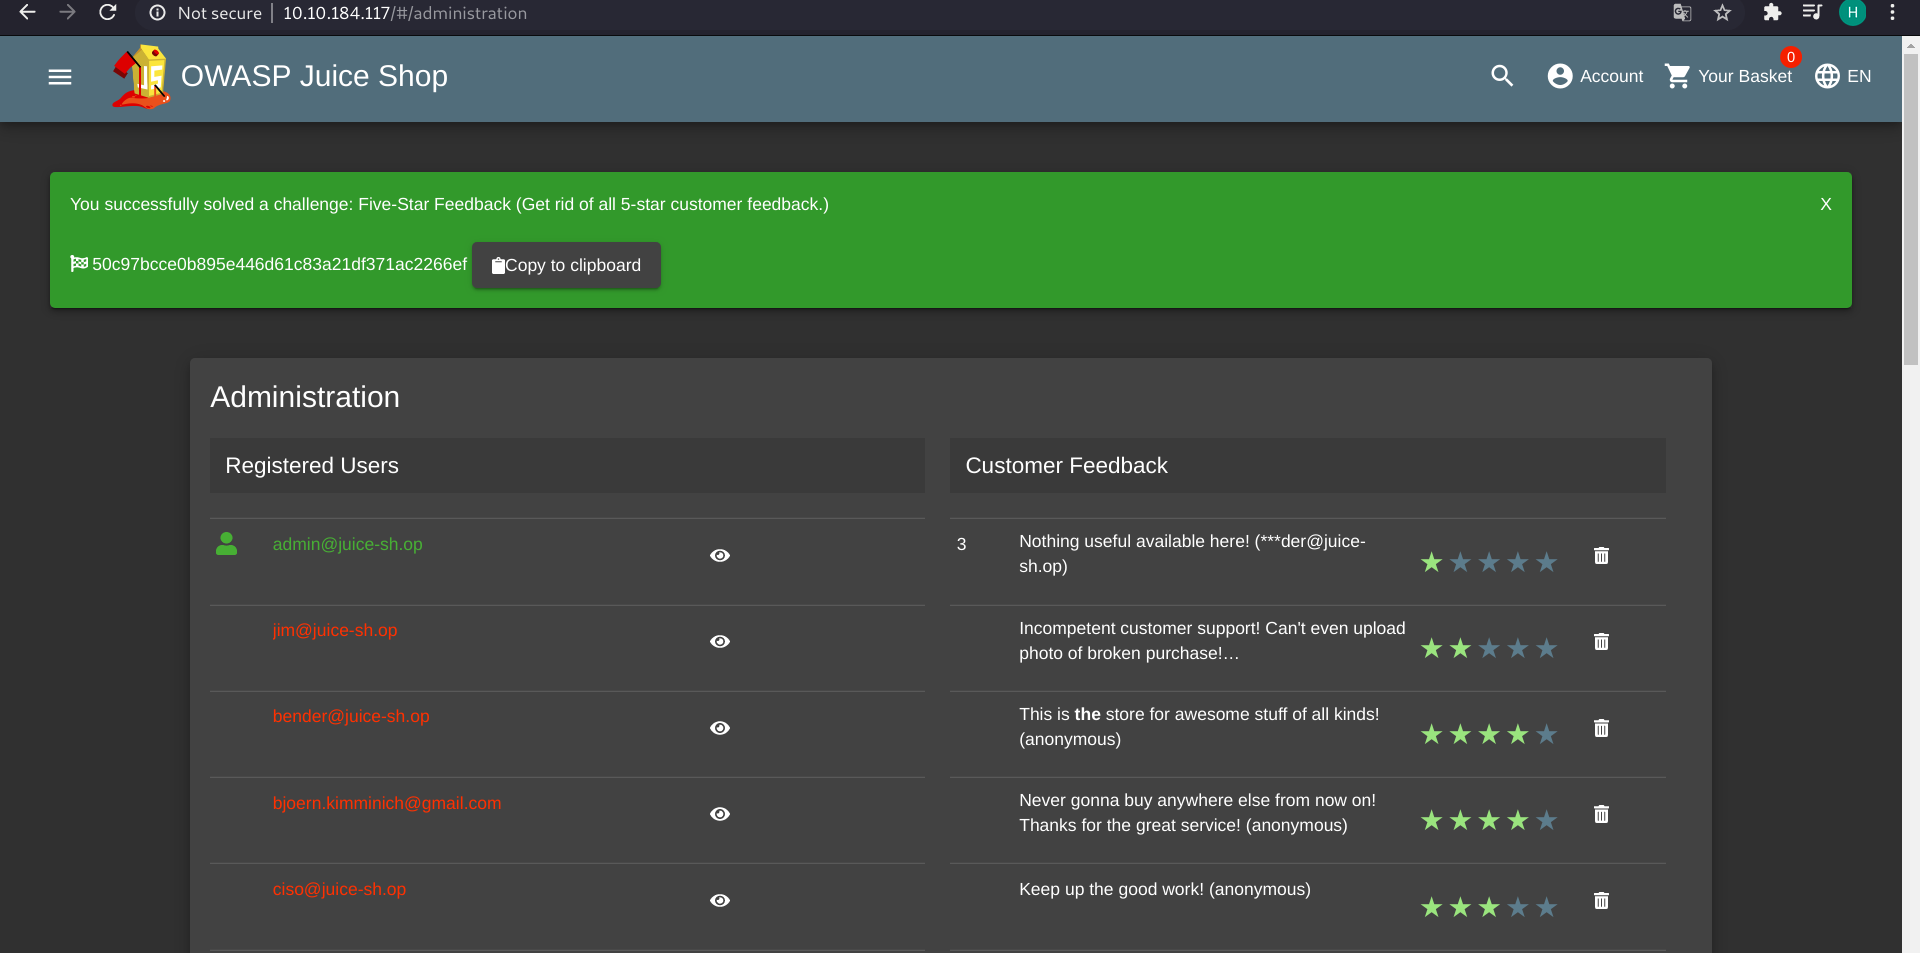 Not secure | 10.10.184.117/#/administration
H
OWASP Juice Shop
Account
Your Basket
0
EN
You successfully solved a challenge: Five-Star Feedback (Get rid of all 5-star customer feedback.)
X
50c97bcce0b895e446d61c83a21df371ac2266ef
Copy to clipboard
Administration
Registered Users
admin@juice-sh.op
jim@juice-sh.op
bender@juice-sh.op
bjoern.kimminich@gmail.com
ciso@juice-sh.op
Customer Feedback
3
Nothing useful available here! (***der@juice-
sh.op)
Incompetent customer support! Can't even upload
photo of broken purchase!…
This is the store for awesome stuff of all kinds!
(anonymous)
Never gonna buy anywhere else from now on!
Thanks for the great service! (anonymous)
Keep up the good work! (anonymous)